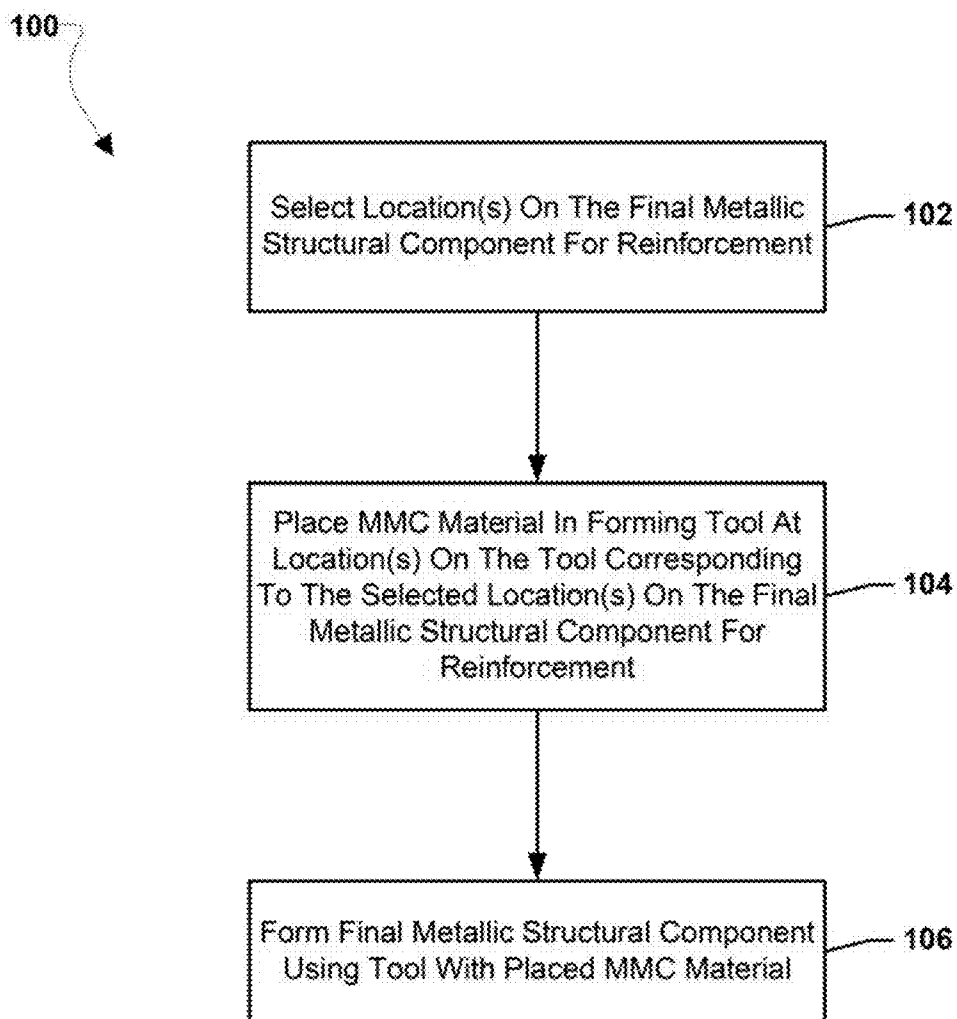 100
Select Location(s) On The Final Metallic
Structural Component For Reinforcement
102
Place MMC Material In Forming Tool At
Location(s) On The Tool Corresponding
To The Selected Location(s) On The Final
Metallic Structural Component For
Reinforcement
104
Form Final Metallic Structural Component
Using Tool With Placed MMC Material
106